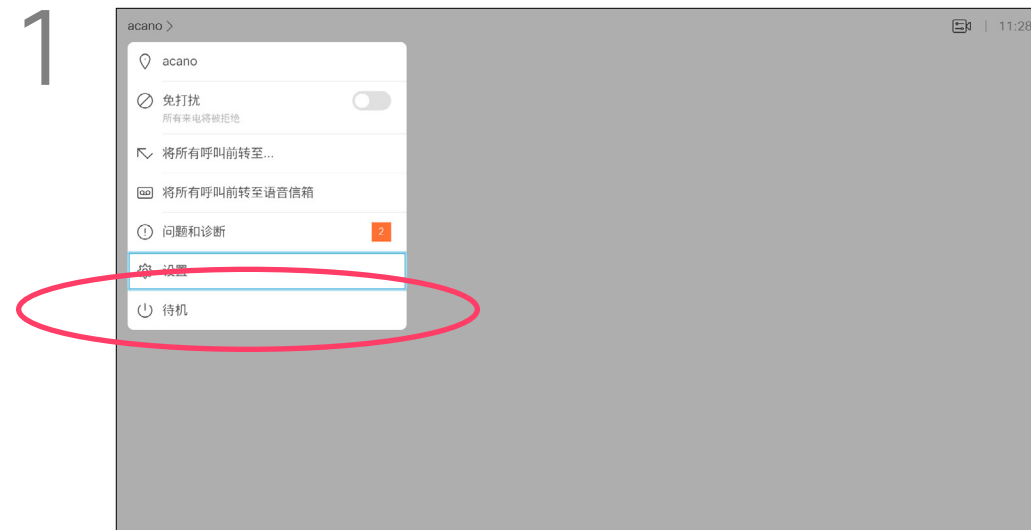 1
acano > 11:28
acano
免打扰
所有来电将被拒绝
将所有呼叫前转至...
将所有呼叫前转至语音信箱
问题和诊断 2
设置
待机